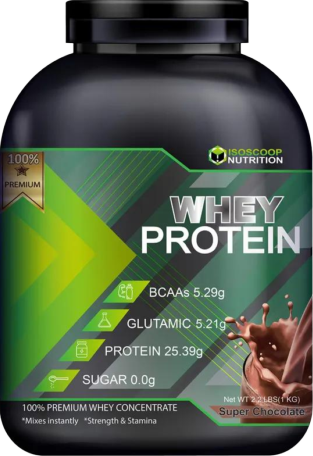 ISOSCOOP
NUTRITION
100%
PREMIUM
WHEY
PROTEIN
BCAAs 5.29g
GLUTAMIC 5.21g
PROTEIN 25.39g
SUGAR 0.0g
Net WT 2.2 LBS(1 KG)
100% PREMIUM WHEY CONCENTRATE
Super Chocolate
*Mixes instantly *Strength & Stamina